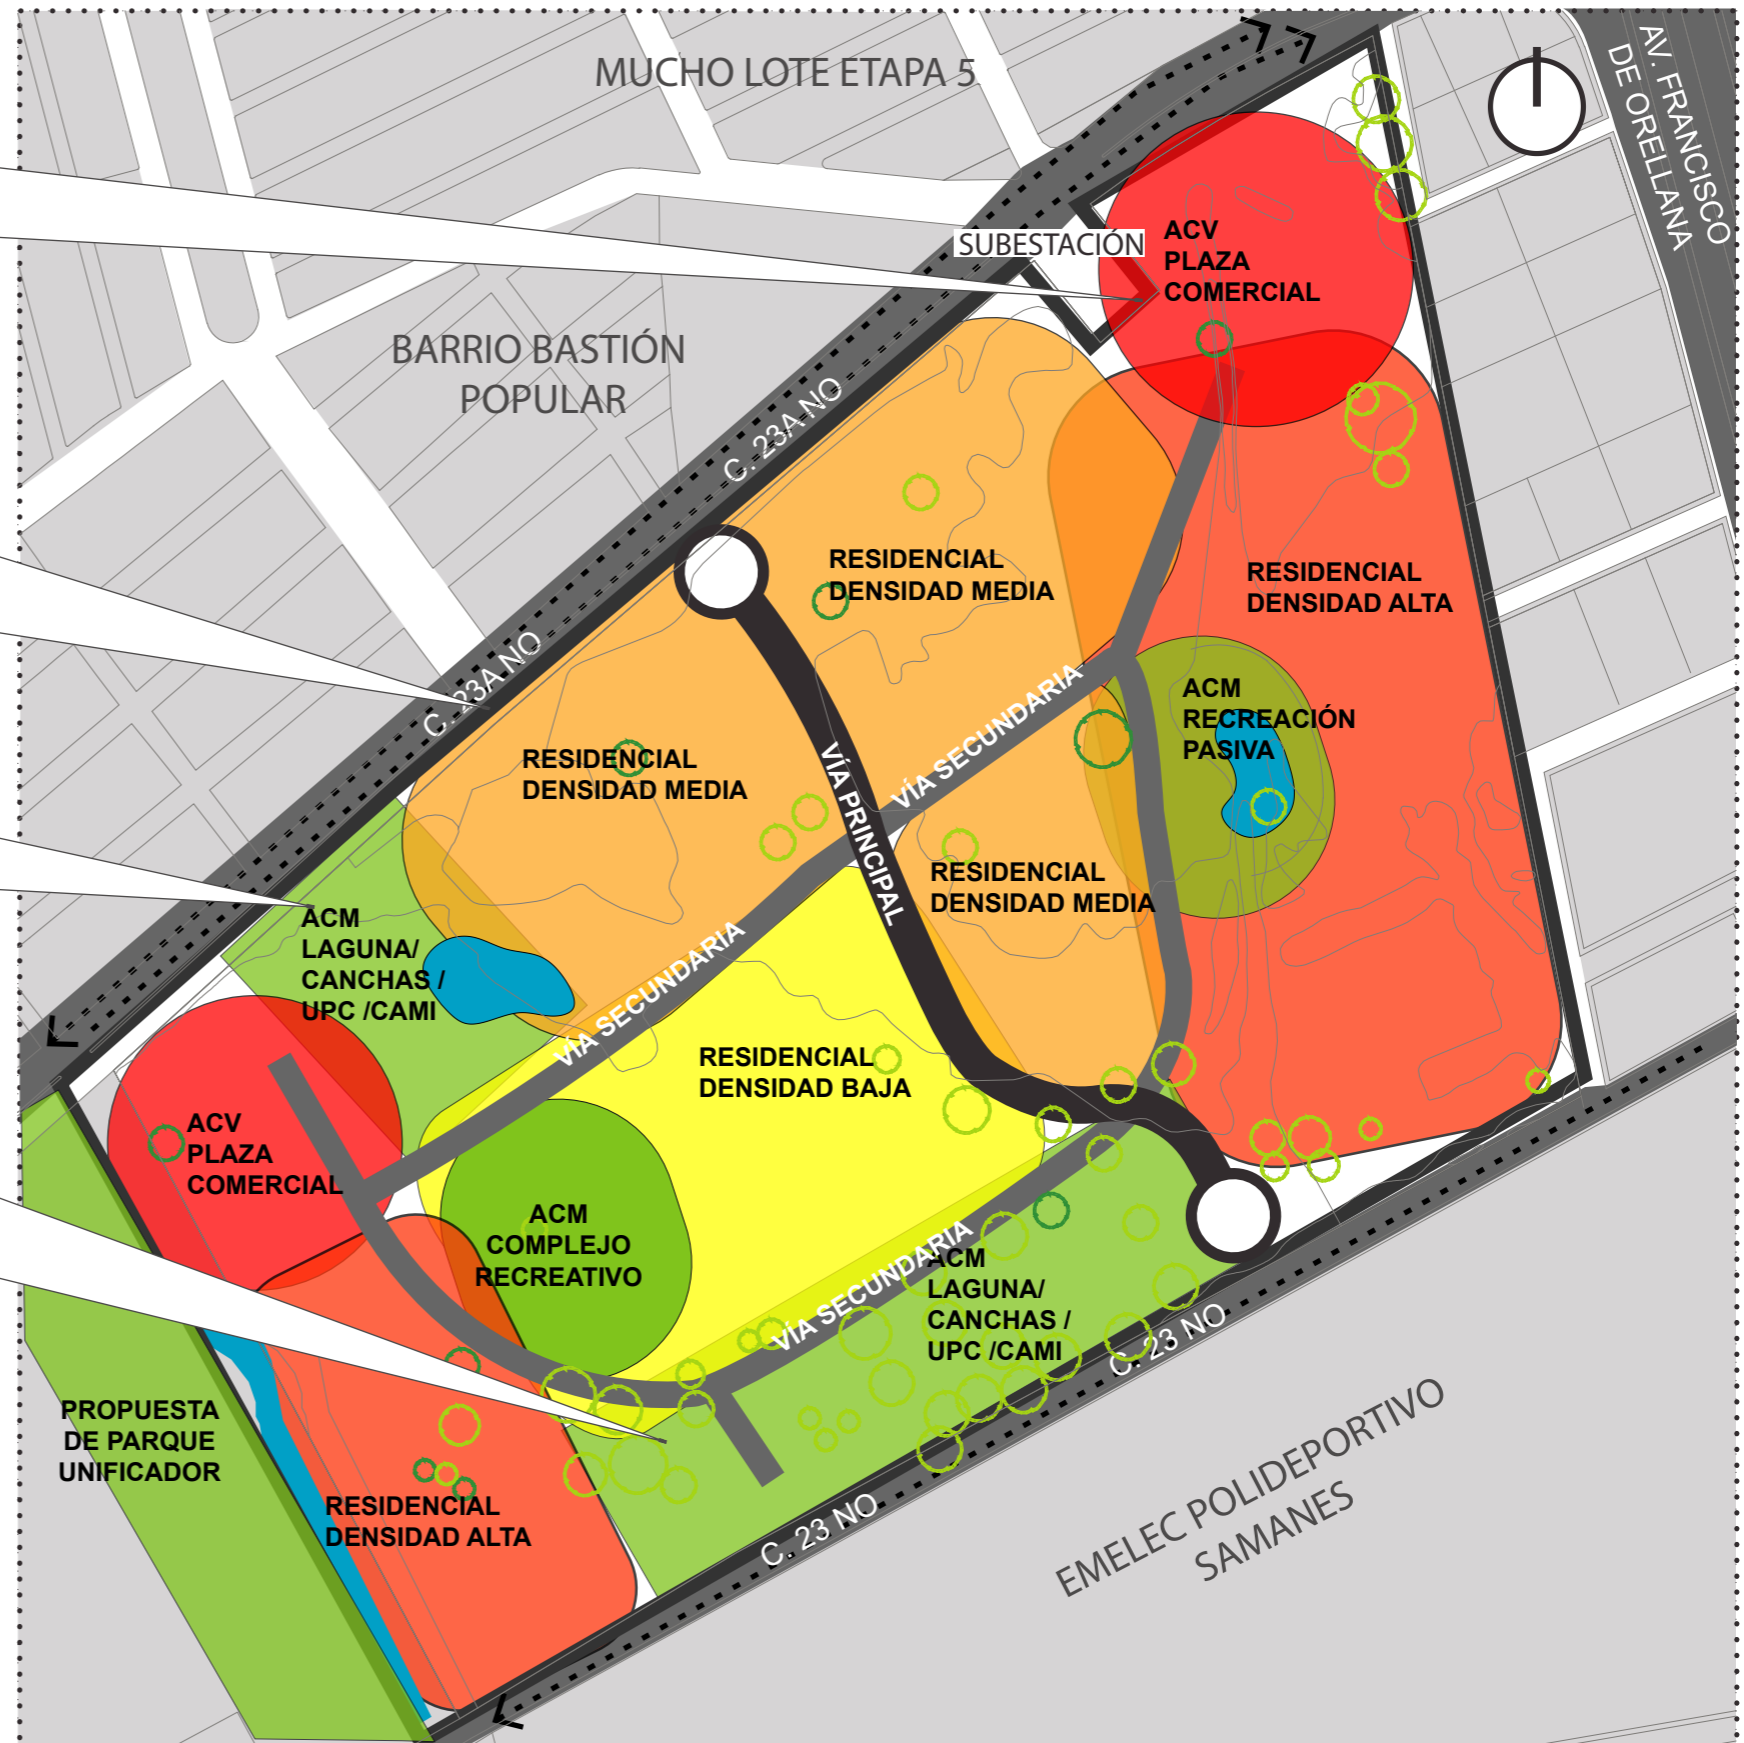 MUCHO LOTE ETAPA 5
AV. FRANCISCO
DE ORELLANA
SUBESTACIÓN
ACV
PLAZA
COMERCIAL
BARRIO BASTIÓN
POPULAR
C. 23A NO
RESIDENCIAL
DENSIDAD MEDIA
RESIDENCIAL
DENSIDAD ALTA
C. 23A NO
VÍA SECUNDARIA
ACM
RECREACIÓN
PASIVA
RESIDENCIAL
DENSIDAD MEDIA
VÍA PRINCIPAL
RESIDENCIAL
DENSIDAD MEDIA
ACM
LAGUNA/
CANCHAS /
UPC /CAMI
VÍA SECUNDARIA
RESIDENCIAL
DENSIDAD BAJA
ACV
PLAZA
COMERCIAL
ACM
COMPLEJO
RECREATIVO
VÍA SECUNDARIA
ACM
LAGUNA/
CANCHAS /
UPC /CAMI
C. 23 NO
PROPUESTA
DE PARQUE
UNIFICADOR
RESIDENCIAL
DENSIDAD ALTA
C. 23 NO
EMELEC POLIDEPORTIVO
SAMANES